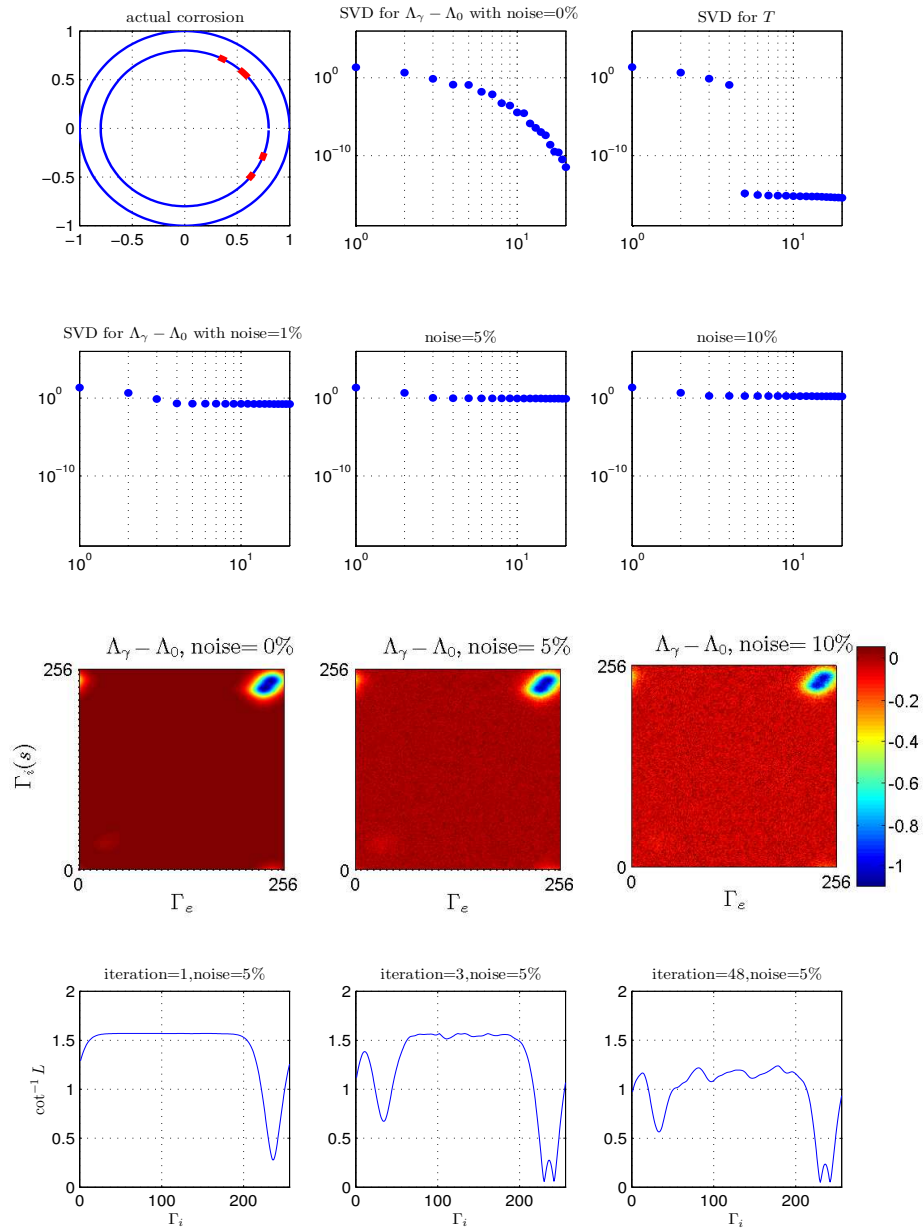 actual corrosion
1
0.5
0
−0.5
−1
−1 −0.5 0 0.5 1
SVD for Λγ − Λ0 with noise=0%
10^0
10^−10
10^0 10^1
SVD for T
10^0
10^−10
10^0 10^1
SVD for Λγ − Λ0 with noise=1%
10^0
10^−10
10^0 10^1
noise=5%
10^0
10^−10
10^0 10^1
noise=10%
10^0
10^−10
10^0 10^1
Λγ − Λ0, noise= 0%
256
Γi(s)
0
0 256
Γe
Λγ − Λ0, noise= 5%
256
0
0 256
Γe
Λγ − Λ0, noise= 10%
256
0
0 256
Γe
0
-0.2
-0.4
-0.6
-0.8
-1
iteration=1,noise=5%
2
1.5
1
0.5
0
cot^−1 L
0 100 200
Γi
iteration=3,noise=5%
2
1.5
1
0.5
0
0 100 200
Γi
iteration=48,noise=5%
2
1.5
1
0.5
0
0 100 200
Γi